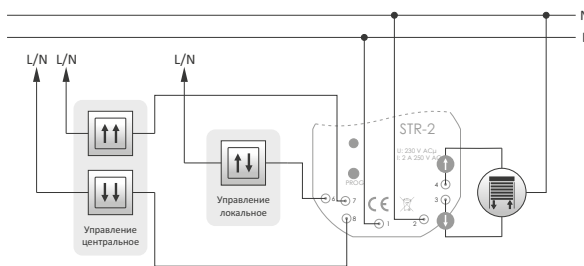 N
L/N
L/N
L/N
STR-2
U: 230 V AC
I: 2 A 250 V AC
PROG
4
6
7
3
8
1
2
CE
Управление
локальное
Управление
центральное